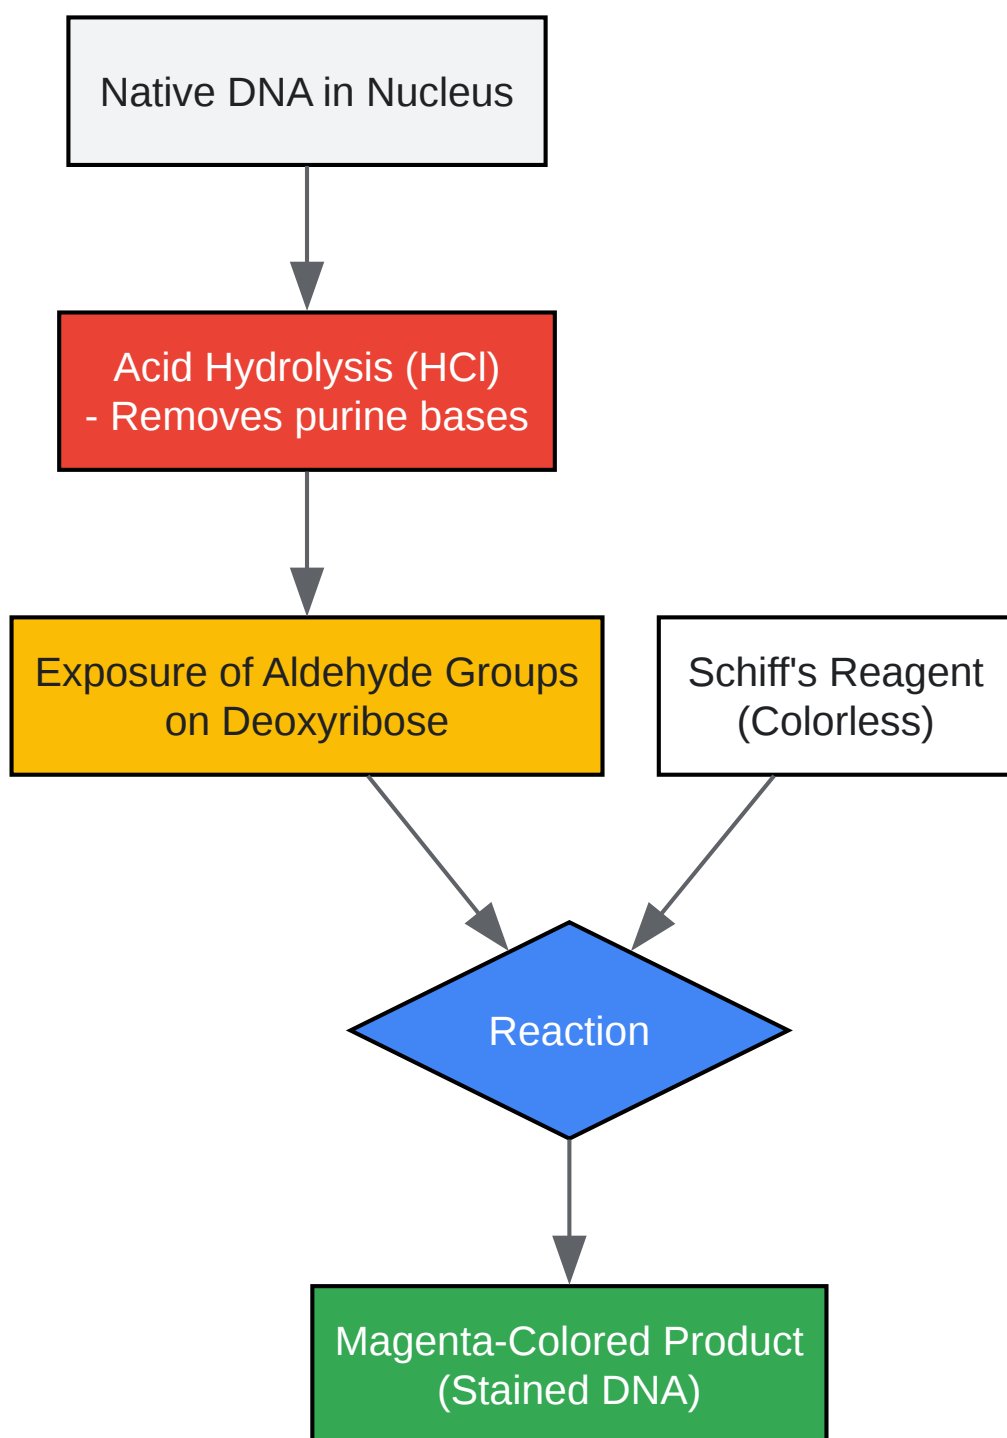 Native DNA in Nucleus
Acid Hydrolysis (HCl)
- Removes purine bases
Exposure of Aldehyde Groups
on Deoxyribose
Schiff's Reagent
(Colorless)
Reaction
Magenta-Colored Product
(Stained DNA)